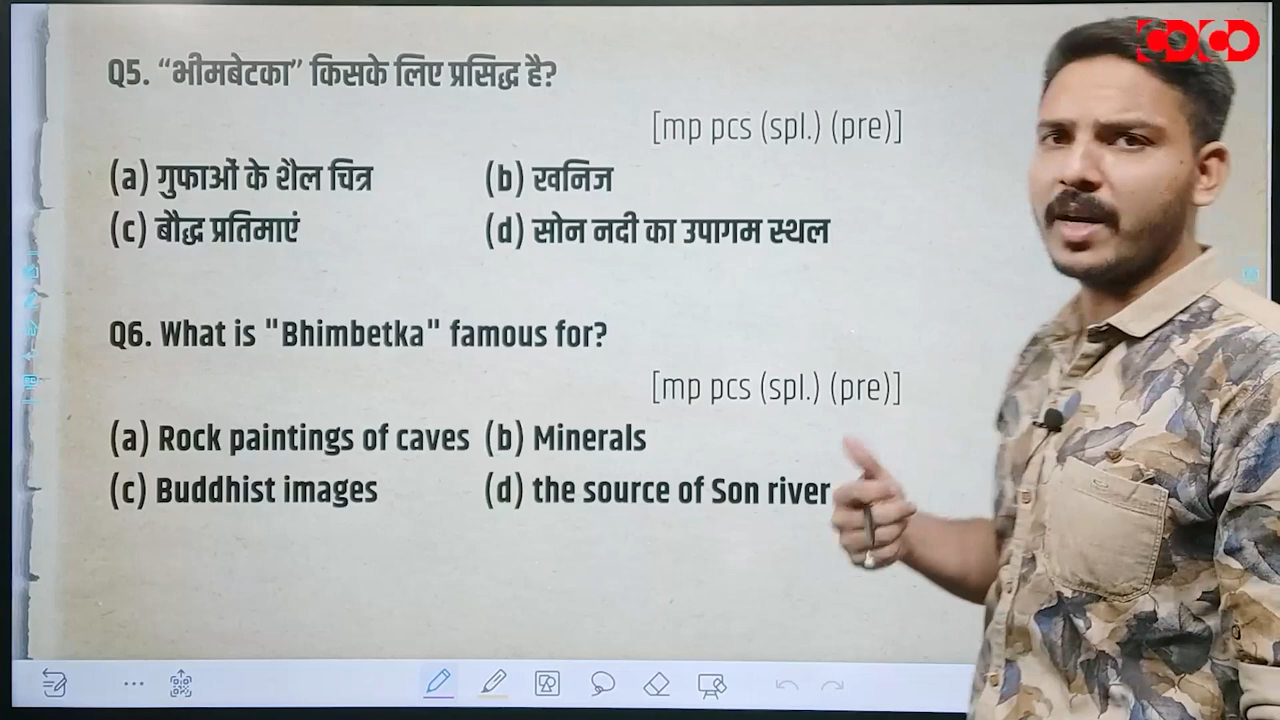 Q5. “भीमबेटका” किसके लिए प्रसिद्ध है?
[mp pcs (spl.) (pre)]
(a) गुफाओं के शैल चित्र (b) खनिज
(c) बौद्ध प्रतिमाएं (d) सोन नदी का उपागम स्थल
Q6. What is "Bhimbetka" famous for?
[mp pcs (spl.) (pre)]
(a) Rock paintings of caves (b) Minerals
(c) Buddhist images (d) the source of Son river